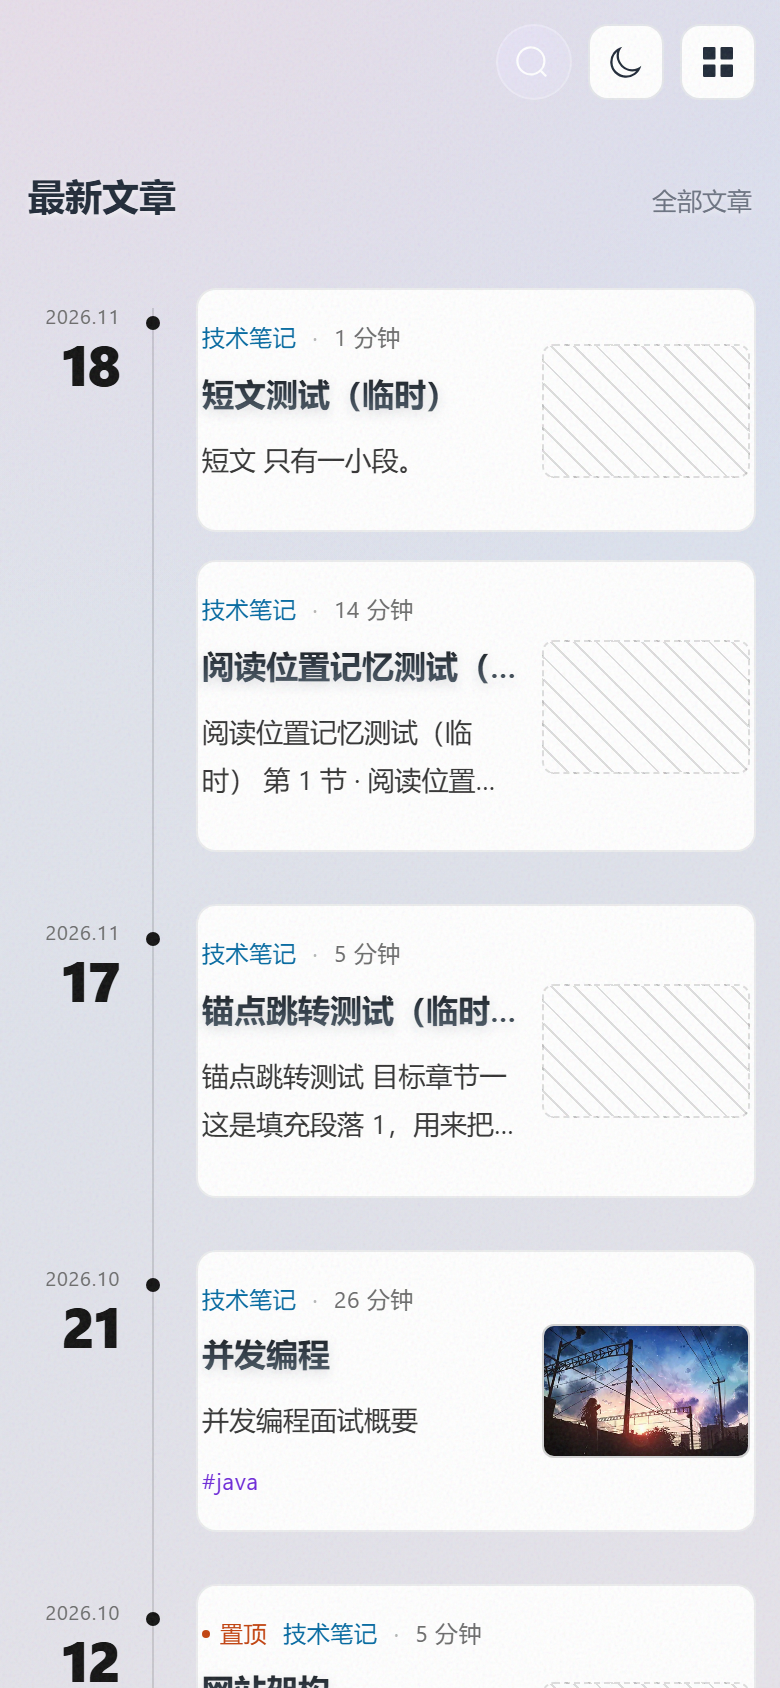 最新文章
全部文章
2026.11
18
技术笔记 · 1 分钟
短文测试（临时）
短文 只有一小段。
技术笔记 · 14 分钟
阅读位置记忆测试（...
阅读位置记忆测试（临
时） 第 1 节 · 阅读位置...
2026.11
17
技术笔记 · 5 分钟
锚点跳转测试（临时...
锚点跳转测试 目标章节一
这是填充段落 1，用来把...
2026.10
21
技术笔记 · 26 分钟
并发编程
并发编程面试概要
#java
2026.10
12
置顶 技术笔记 · 5 分钟
网站架构